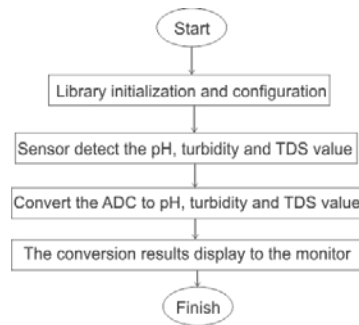 Start
Library initialization and configuration
Sensor detect the pH, turbidity and TDS value
Convert the ADC to pH, turbidity and TDS value
The conversion results display to the monitor
Finish